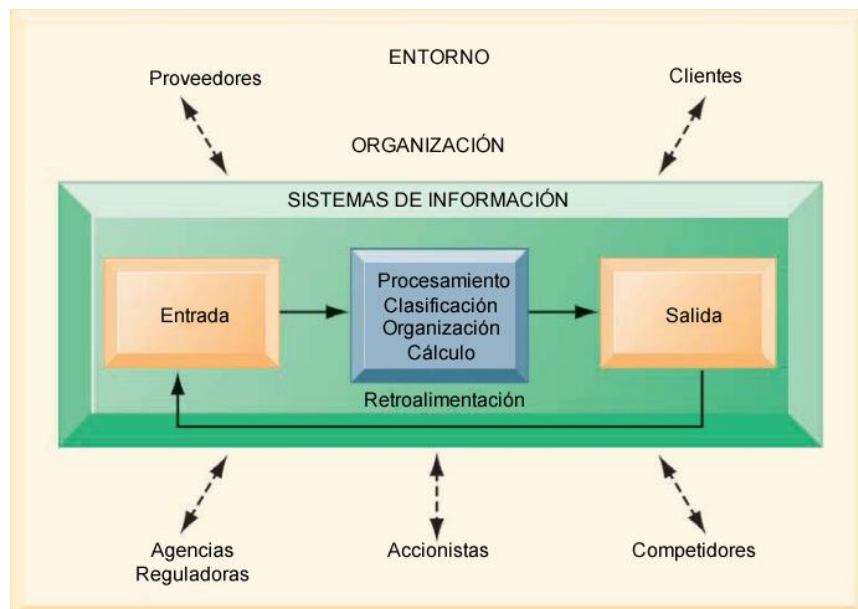 ENTORNO
Proveedores
Clientes
ORGANIZACIÓN
SISTEMAS DE INFORMACIÓN
Entrada
Procesamiento
Clasificación
Organización
Cálculo
Salida
Retroalimentación
Agencias
Reguladoras
Accionistas
Competidores